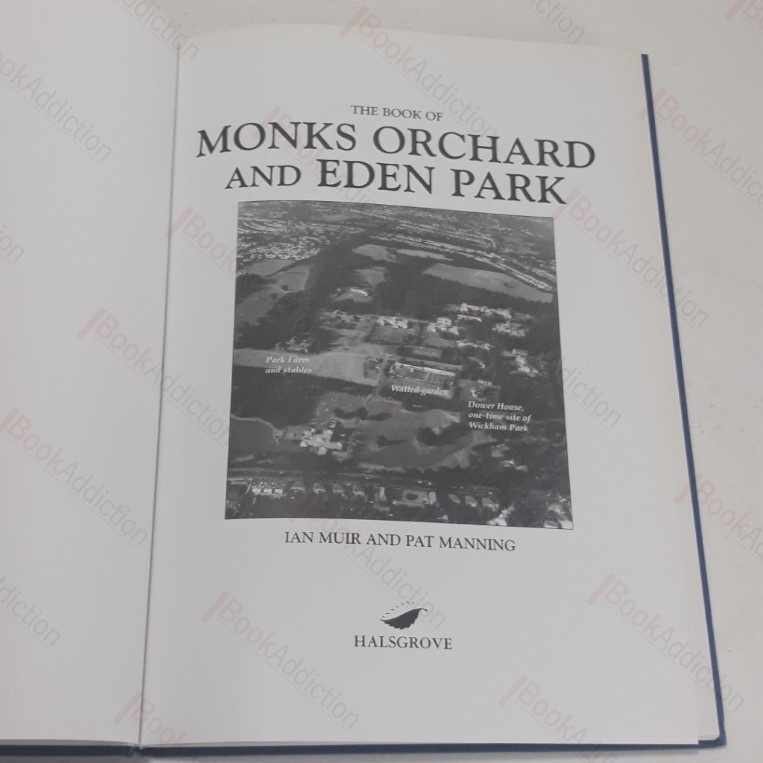 THE BOOK OF
MONKS ORCHARD
AND EDEN PARK
Park Farm
and stables
Walled garden
Dower House,
one-time site of
Wickham Park
IAN MUIR AND PAT MANNING
HALSGROVE
BookAddiction